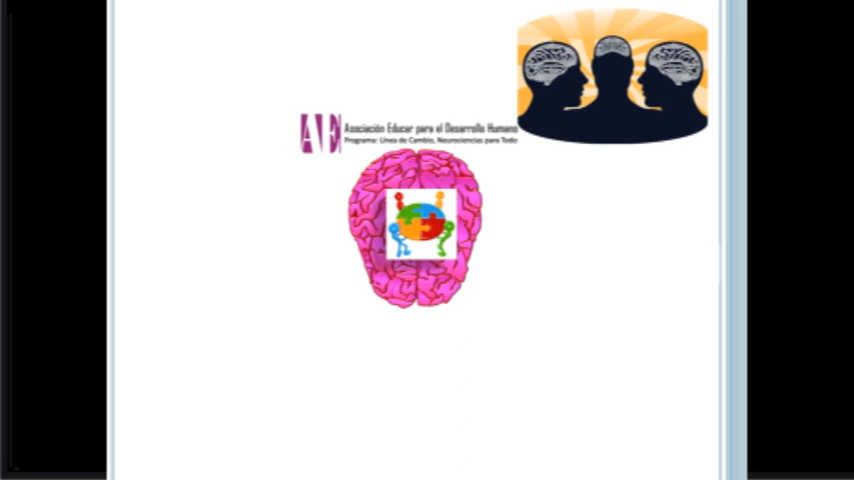 AE
Asociación Educar para el Desarrollo Humano
Programa: Línea de Cambio, Neurociencias para Todo